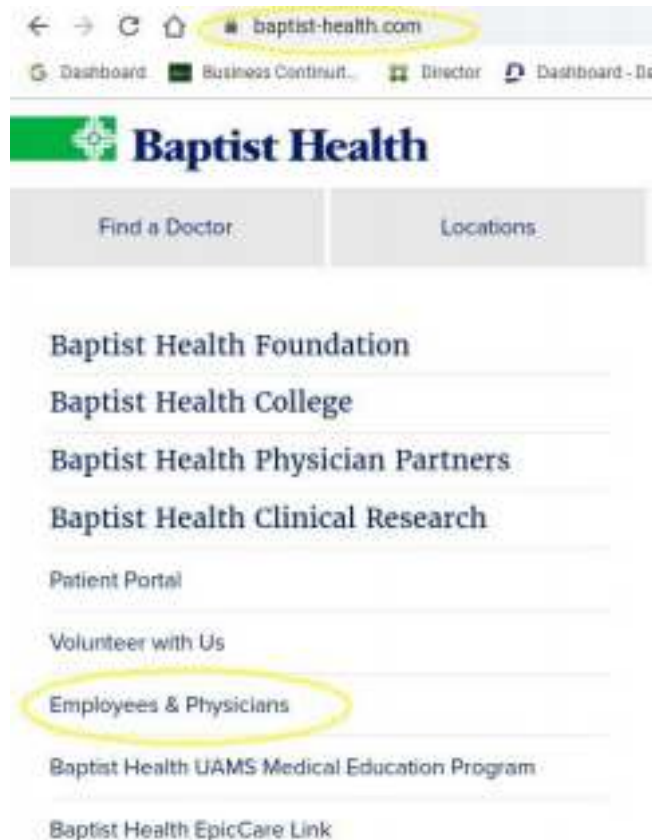 baptist-health.com
Dashboard Business Continuit... Director Dashboard - Da
Baptist Health
Find a Doctor Locations
Baptist Health Foundation
Baptist Health College
Baptist Health Physician Partners
Baptist Health Clinical Research
Patient Portal
Volunteer with Us
Employees & Physicians
Baptist Health UAMS Medical Education Program
Baptist Health EpicCare Link